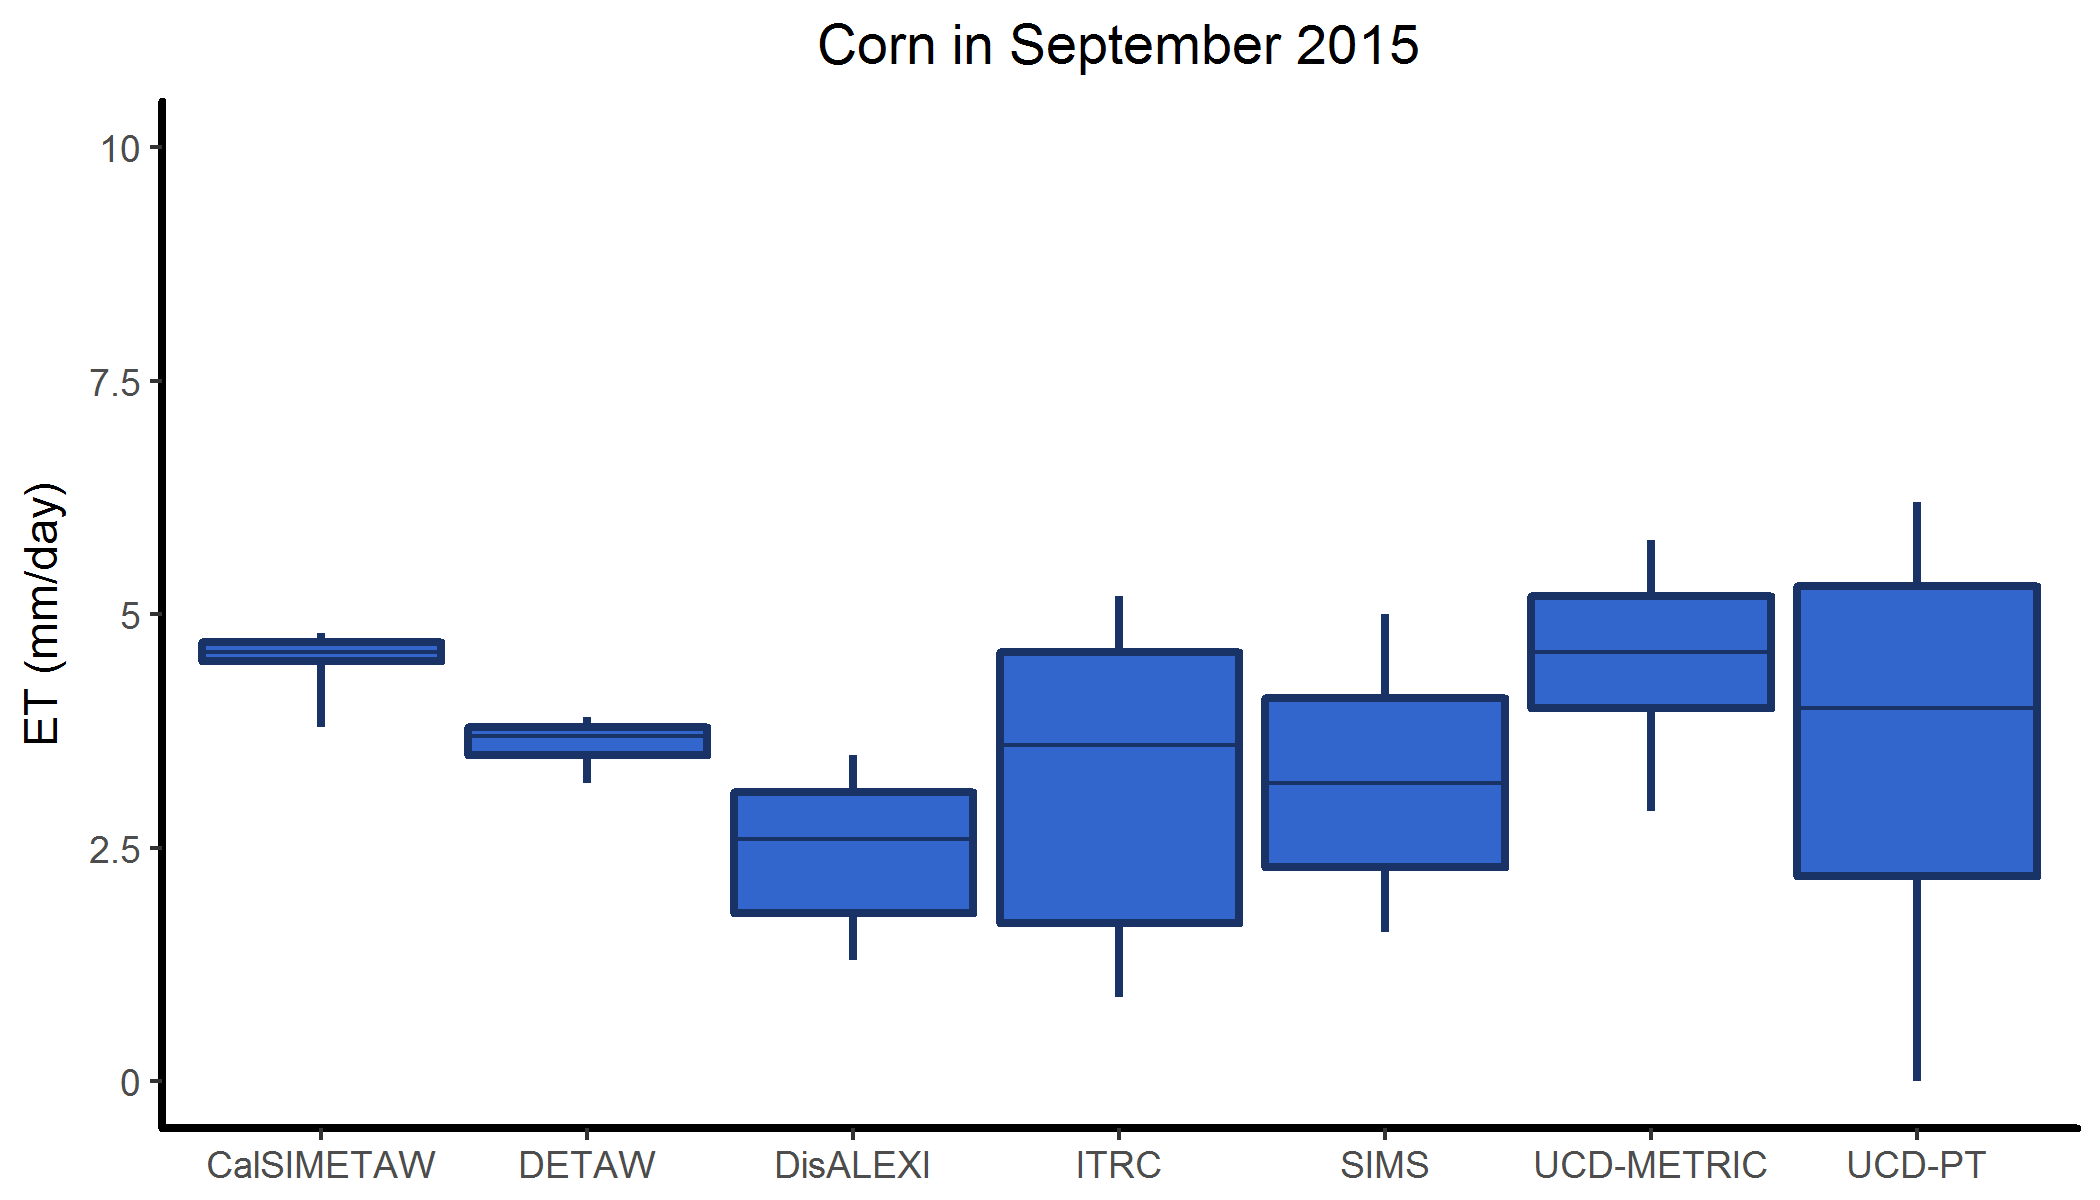 Corn in September 2015
ET (mm/day)
10
7.5
5
2.5
0
CalSIMETAW DETAW DisALEXI ITRC SIMS UCD-METRIC UCD-PT